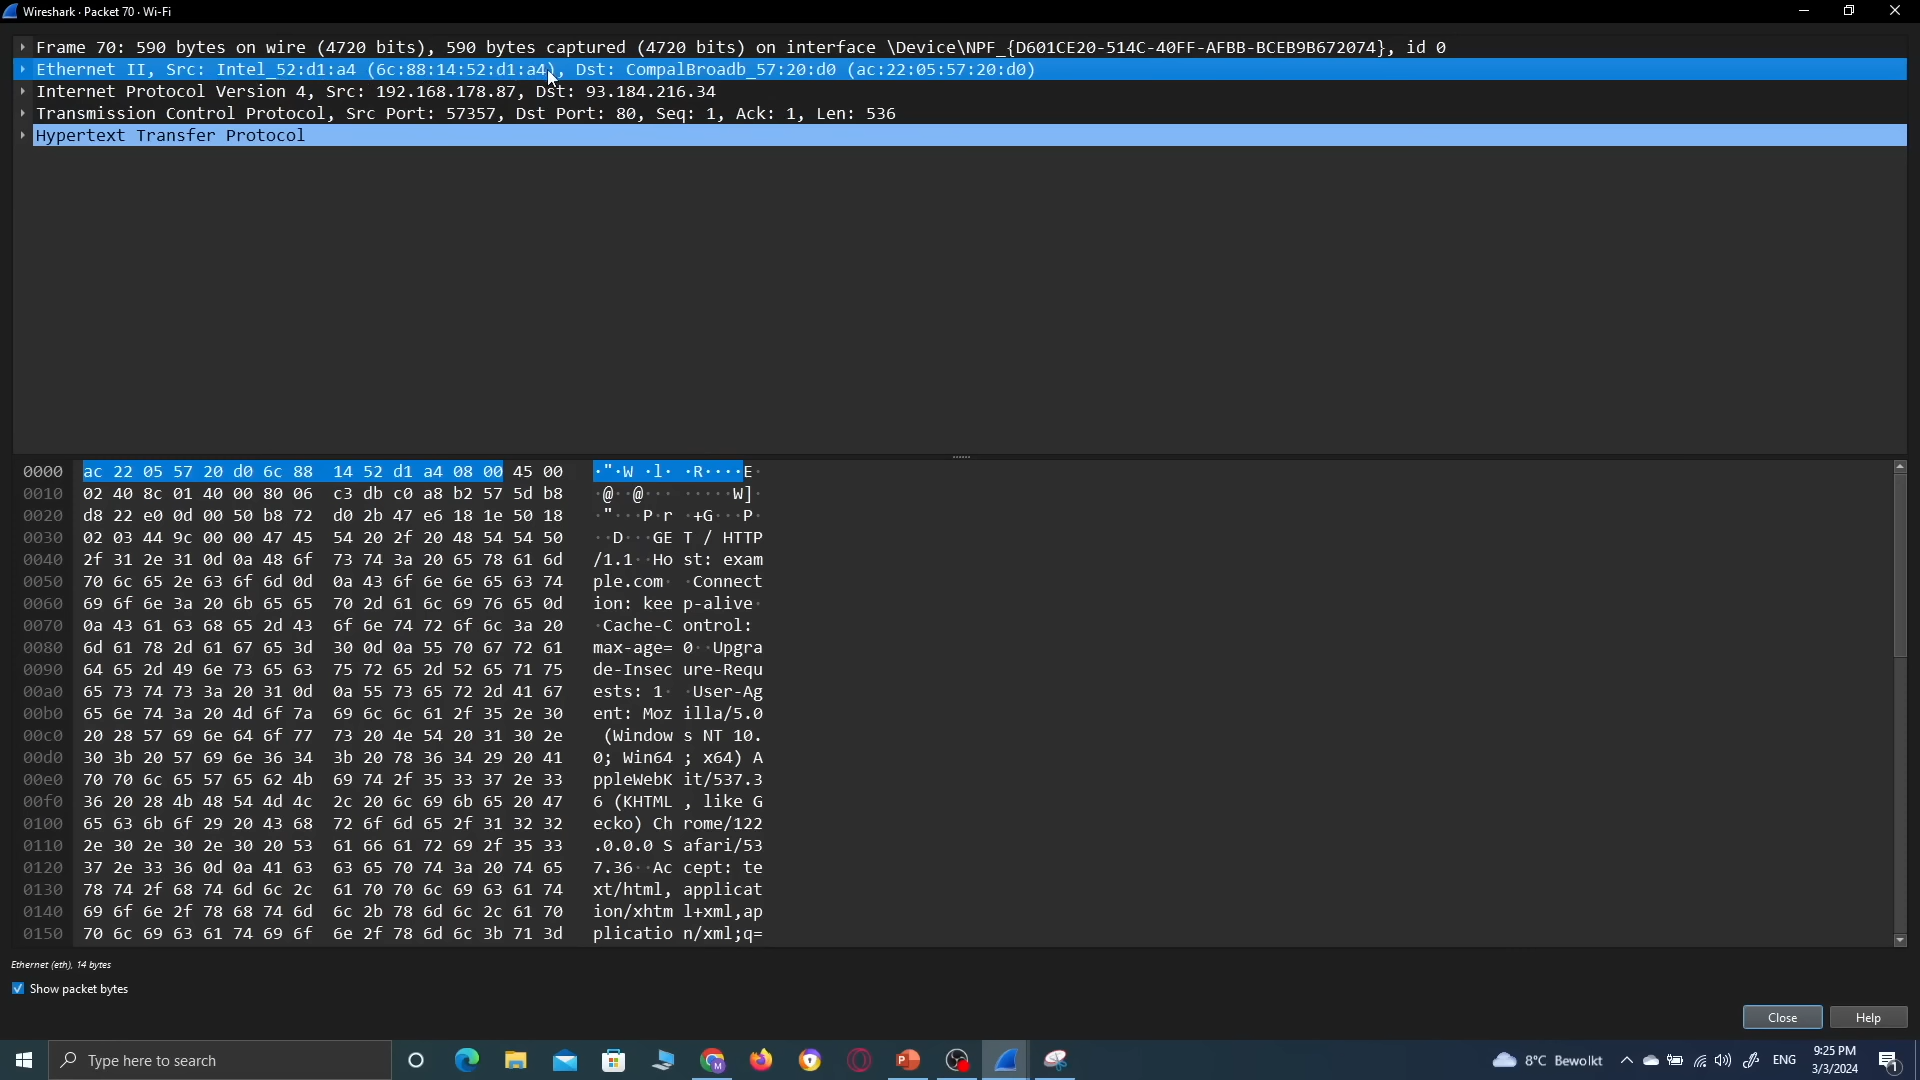 Wireshark · Packet 70 · Wi-Fi
Frame 70: 590 bytes on wire (4720 bits), 590 bytes captured (4720 bits) on interface \Device\NPF_{D601CE20-514C-40FF-AFBB-BCEB9B672074}, id 0
Ethernet II, Src: Intel_52:d1:a4 (6c:88:14:52:d1:a4), Dst: CompalBroadb_57:20:d0 (ac:22:05:57:20:d0)
Internet Protocol Version 4, Src: 192.168.178.87, Dst: 93.184.216.34
Transmission Control Protocol, Src Port: 57357, Dst Port: 80, Seq: 1, Ack: 1, Len: 536
Hypertext Transfer Protocol
0000 ac 22 05 57 20 d0 6c 88 14 52 d1 a4 08 00 45 00 ·"·W ·l· ·R····E·
0010 02 40 8c 01 40 00 80 06 c3 db c0 a8 b2 57 5d b8 ·@··@··· ·····W]·
0020 d8 22 e0 0d 00 50 b8 72 d0 2b 47 e6 18 1e 50 18 ·"···P·r ·+G···P·
0030 02 03 44 9c 00 00 47 45 54 20 2f 20 48 54 54 50 ··D···GE T / HTTP
0040 2f 31 2e 31 0d 0a 48 6f 73 74 3a 20 65 78 61 6d /1.1··Ho st: exam
0050 70 6c 65 2e 63 6f 6d 0d 0a 43 6f 6e 6e 65 63 74 ple.com· ·Connect
0060 69 6f 6e 3a 20 6b 65 65 70 2d 61 6c 69 76 65 0d ion: kee p-alive·
0070 0a 43 61 63 68 65 2d 43 6f 6e 74 72 6f 6c 3a 20 ·Cache-C ontrol:
0080 6d 61 78 2d 61 67 65 3d 30 0d 0a 55 70 67 72 61 max-age= 0··Upgra
0090 64 65 2d 49 6e 73 65 63 75 72 65 2d 52 65 71 75 de-Insec ure-Requ
00a0 65 73 74 73 3a 20 31 0d 0a 55 73 65 72 2d 41 67 ests: 1· ·User-Ag
00b0 65 6e 74 3a 20 4d 6f 7a 69 6c 6c 61 2f 35 2e 30 ent: Moz illa/5.0
00c0 20 28 57 69 6e 64 6f 77 73 20 4e 54 20 31 30 2e (Window s NT 10.
00d0 30 3b 20 57 69 6e 36 34 3b 20 78 36 34 29 20 41 0; Win64 ; x64) A
00e0 70 70 6c 65 57 65 62 4b 69 74 2f 35 33 37 2e 33 ppleWebK it/537.3
00f0 36 20 28 4b 48 54 4d 4c 2c 20 6c 69 6b 65 20 47 6 (KHTML , like G
0100 65 63 6b 6f 29 20 43 68 72 6f 6d 65 2f 31 32 32 ecko) Ch rome/122
0110 2e 30 2e 30 2e 30 20 53 61 66 61 72 69 2f 35 33 .0.0.0 S afari/53
0120 37 2e 33 36 0d 0a 41 63 63 65 70 74 3a 20 74 65 7.36··Ac cept: te
0130 78 74 2f 68 74 6d 6c 2c 61 70 70 6c 69 63 61 74 xt/html, applicat
0140 69 6f 6e 2f 78 68 74 6d 6c 2b 78 6d 6c 2c 61 70 ion/xhtm l+xml,ap
0150 70 6c 69 63 61 74 69 6f 6e 2f 78 6d 6c 3b 71 3d plicatio n/xml;q=
Ethernet (eth), 14 bytes
Show packet bytes
Close Help
Type here to search
8°C Bewolkt ENG 9:25 PM
3/3/2024
1